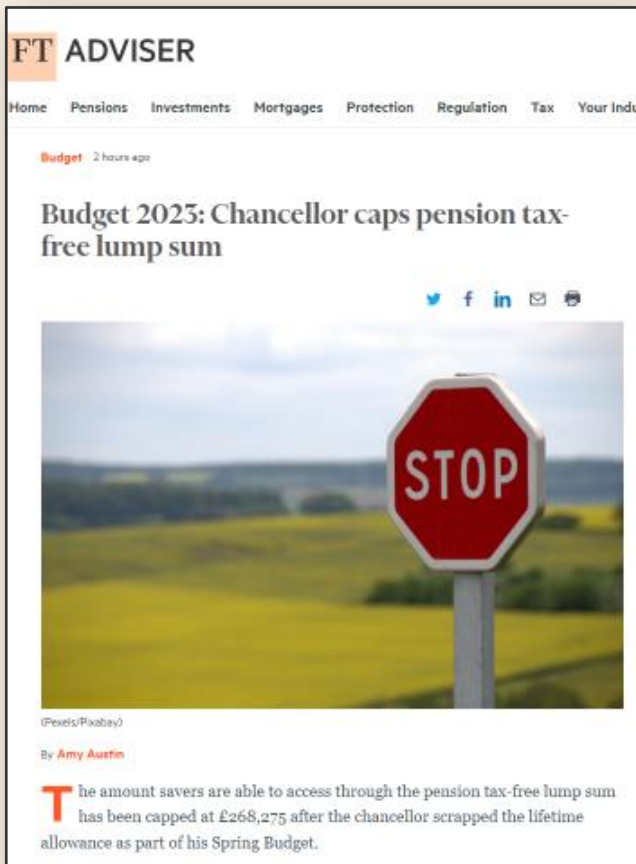 FT ADVISER
Home Pensions Investments Mortgages Protection Regulation Tax Your Indu
Budget 2 hours ago
Budget 2023: Chancellor caps pension tax-
free lump sum
STOP
(Pexels/Pixabay)
By Amy Austin
The amount savers are able to access through the pension tax-free lump sum
has been capped at £268,275 after the chancellor scrapped the lifetime
allowance as part of his Spring Budget.